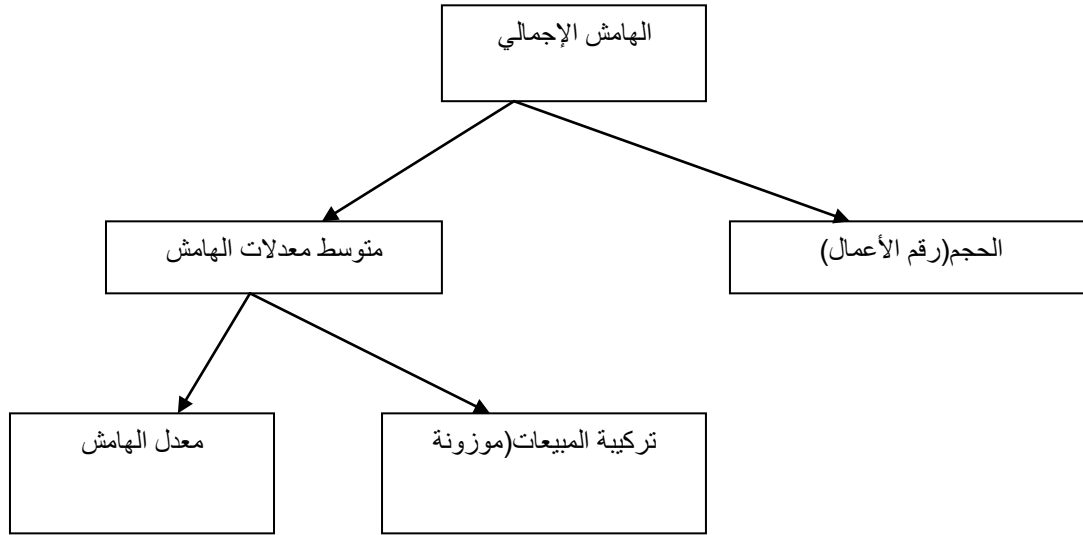 الهامش الإجمالي
الحجم(رقم الأعمال)
متوسط معدلات الهامش
تركيبة المبيعات(موزونة
معدل الهامش